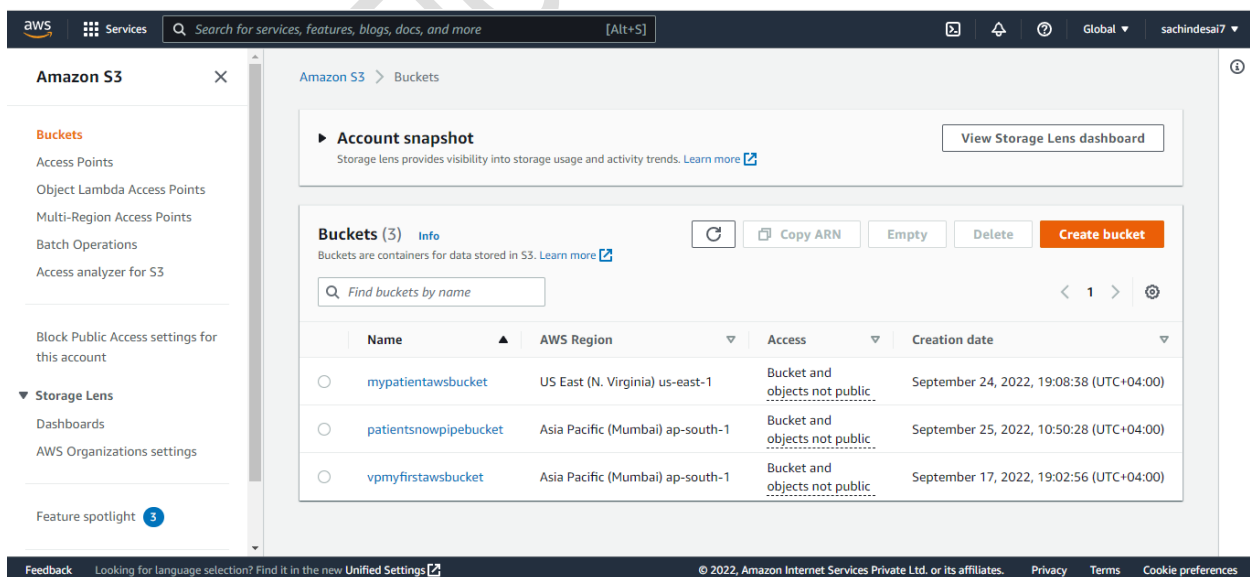 aws
Services
Search for services, features, blogs, docs, and more
[Alt+S]
Global
sachindesai7
Amazon S3
Buckets
Access Points
Object Lambda Access Points
Multi-Region Access Points
Batch Operations
Access analyzer for S3
Block Public Access settings for
this account
Storage Lens
Dashboards
AWS Organizations settings
Feature spotlight 3
Amazon S3 > Buckets
Account snapshot
Storage lens provides visibility into storage usage and activity trends. Learn more
View Storage Lens dashboard
Buckets (3) Info
Buckets are containers for data stored in S3. Learn more
Copy ARN
Empty
Delete
Create bucket
Find buckets by name
1
Name AWS Region Access Creation date
mypatientawsbucket US East (N. Virginia) us-east-1 Bucket and
objects not public September 24, 2022, 19:08:38 (UTC+04:00)
patientsnowpipebucket Asia Pacific (Mumbai) ap-south-1 Bucket and
objects not public September 25, 2022, 10:50:28 (UTC+04:00)
vpmyfirstawsbucket Asia Pacific (Mumbai) ap-south-1 Bucket and
objects not public September 17, 2022, 19:02:56 (UTC+04:00)
Feedback Looking for language selection? Find it in the new Unified Settings
© 2022, Amazon Internet Services Private Ltd. or its affiliates. Privacy Terms Cookie preferences